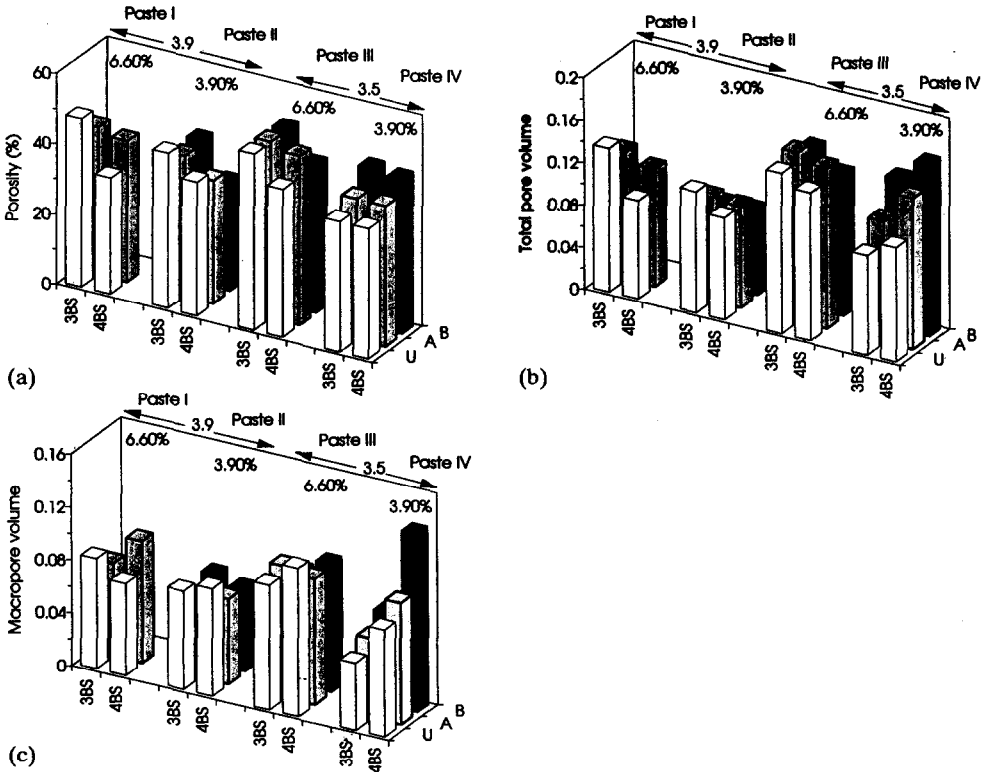 Paste I
3.9
Paste II
6.60%
3.90%
Paste III
3.5
Paste IV
6.60%
3.90%
60
40
20
0
Porosity (%)
3BS
4BS
3BS
4BS
3BS
4BS
3BS
4BS
U
A
B
(a)
Paste I
3.9
Paste II
6.60%
3.90%
Paste III
3.5
Paste IV
6.60%
3.90%
0.2
0.16
0.12
0.08
0.04
0
Total pore volume
3BS
4BS
3BS
4BS
3BS
4BS
3BS
4BS
U
A
B
(b)
Paste I
3.9
Paste II
6.60%
3.90%
Paste III
3.5
Paste IV
6.60%
3.90%
0.16
0.12
0.08
0.04
0
Macropore volume
3BS
4BS
3BS
4BS
3BS
4BS
3BS
4BS
U
A
B
(c)